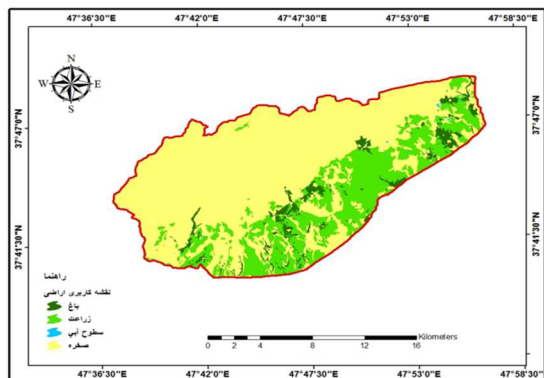 47°36'30"E 47°42'0"E 47°47'30"E 47°53'0"E 47°58'30"E
N
W E
S
37°47'0"N 37°47'0"N
37°41'30"N 37°41'30"N
راهنما
نقشه کاربری اراضی
باغ
زراعت
سطوح آبی
صخره
Kilometers
0 2 4 8 12 16
47°36'30"E 47°42'0"E 47°47'30"E 47°53'0"E 47°58'30"E